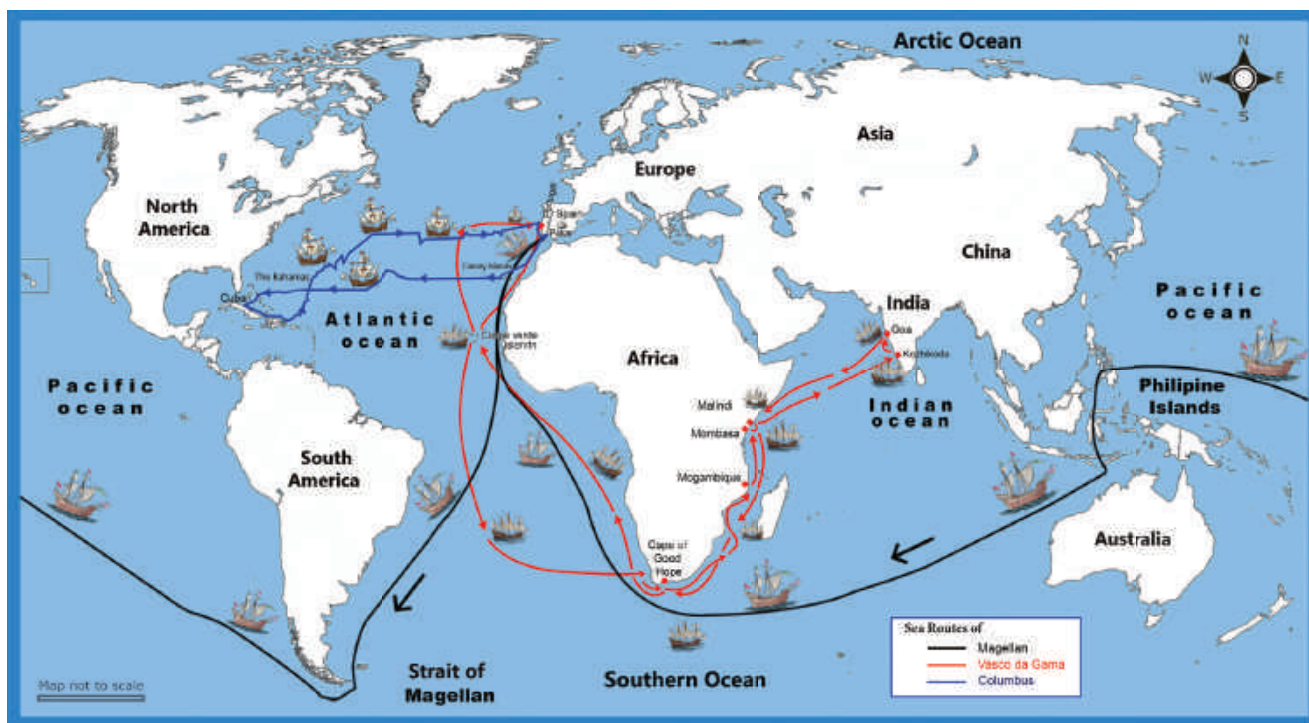 Arctic Ocean
N
W
E
S
Asia
Europe
North
America
Spain
China
Canary Islands
The Bahamas
Cuba
India
Pacific
ocean
Goa
Atlantic
ocean
Kozhikode
Africa
Pacific
ocean
Philipine
Islands
Indian
ocean
Malindi
Mombasa
South
America
Mogambique
Australia
Cape of
Good
Hope
Sea Routes of
Magellan
Vasco da Gama
Columbus
Strait of
Magellan
Southern Ocean
Map not to scale